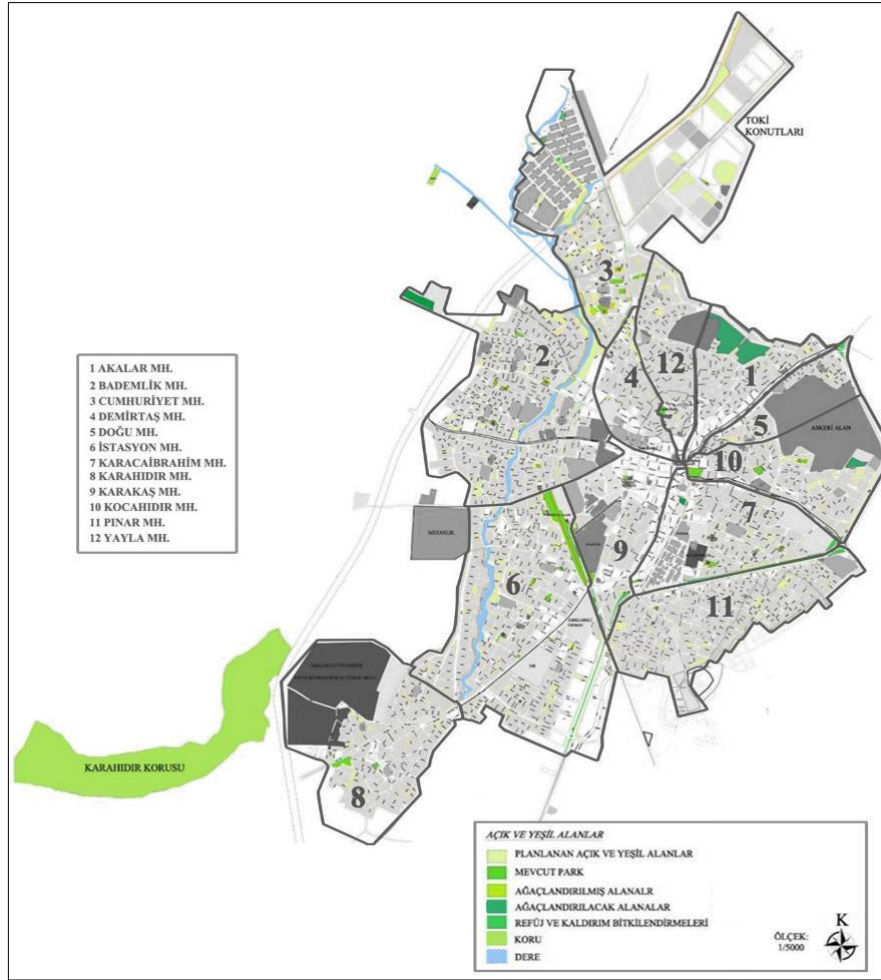 TOKİ
KONUTLARI
3
2
4
12
1
5
ASKERİ ALAN
10
7
9
6
11
8
MEZARLIK
KARAHIDIR KORUSU
1 AKALAR MH.
2 BADEMLİK MH.
3 CUMHURİYET MH.
4 DEMİRTAŞ MH.
5 DOĞU MH.
6 İSTASYON MH.
7 KARACAİBRAHİM MH.
8 KARAHIDIR MH.
9 KARAKAŞ MH.
10 KOCAHIDIR MH.
11 PINAR MH.
12 YAYLA MH.
AÇIK VE YEŞİL ALANLAR
PLANLANAN AÇIK VE YEŞİL ALANLAR
MEVCUT PARK
AĞAÇLANDIRILMIŞ ALANALR
AĞAÇLANDIRILACAK ALANALAR
REFÜJ VE KALDIRIM BİTKİLENDİRMELERİ
KORU
DERE
K
ÖLÇEK:
1/5000